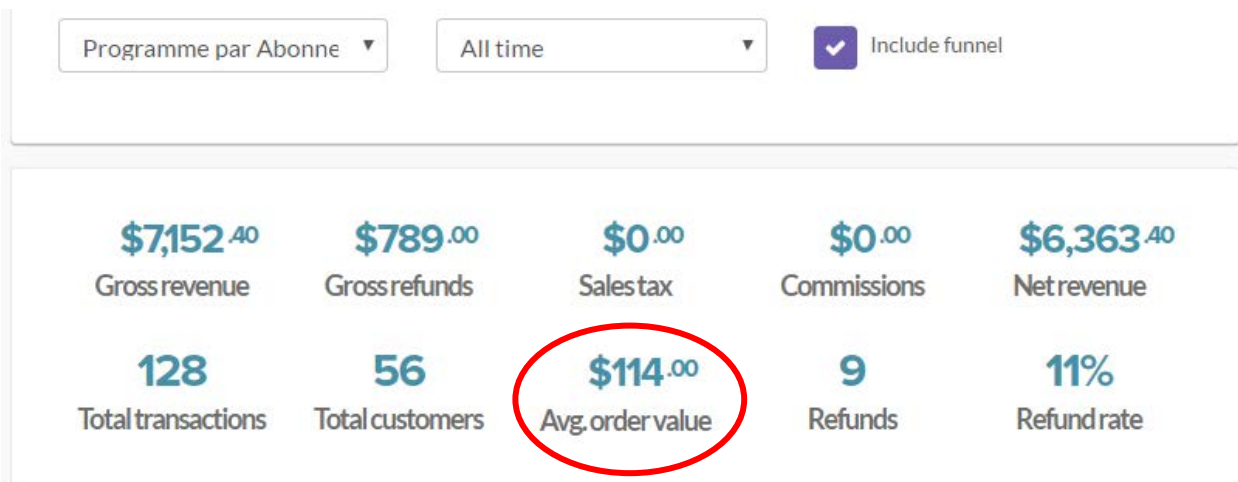 Programme par Abonne All time Include funnel
$7,152.40 $789.00 $0.00 $0.00 $6,363.40
Gross revenue Gross refunds Sales tax Commissions Net revenue
128 56 $114.00 9 11%
Total transactions Total customers Avg. order value Refunds Refund rate